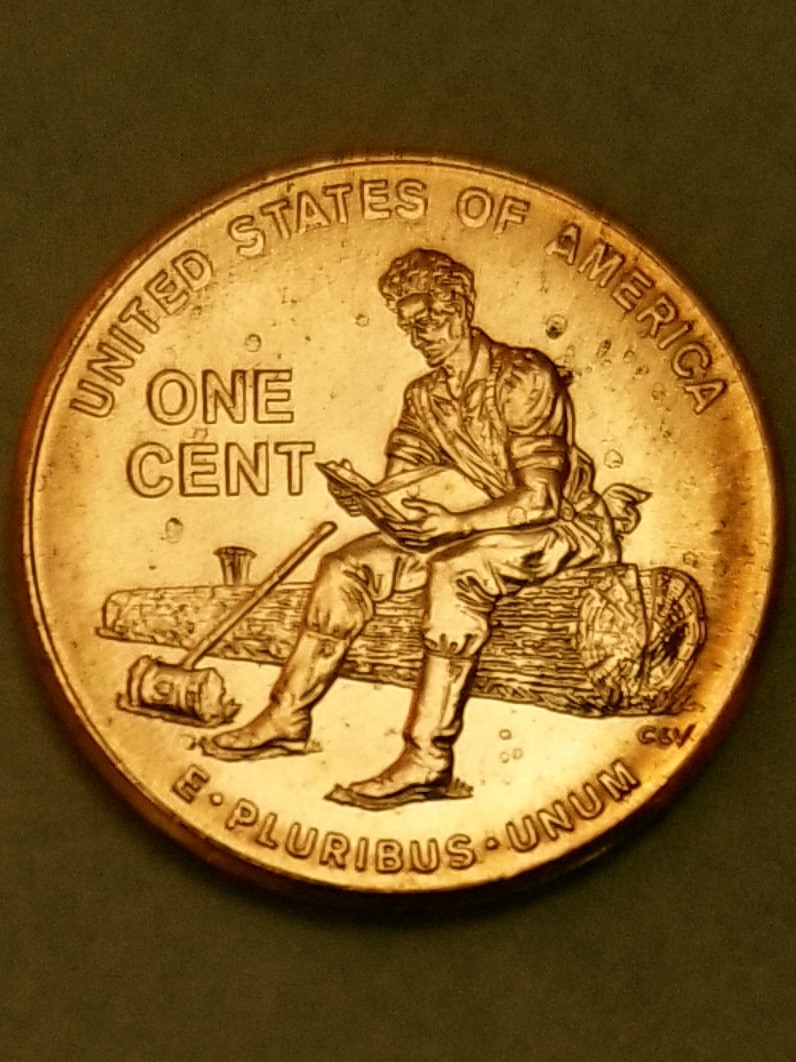 UNITED STATES OF AMERICA
ONE
CENT
CSV
E • PLURIBUS • UNUM